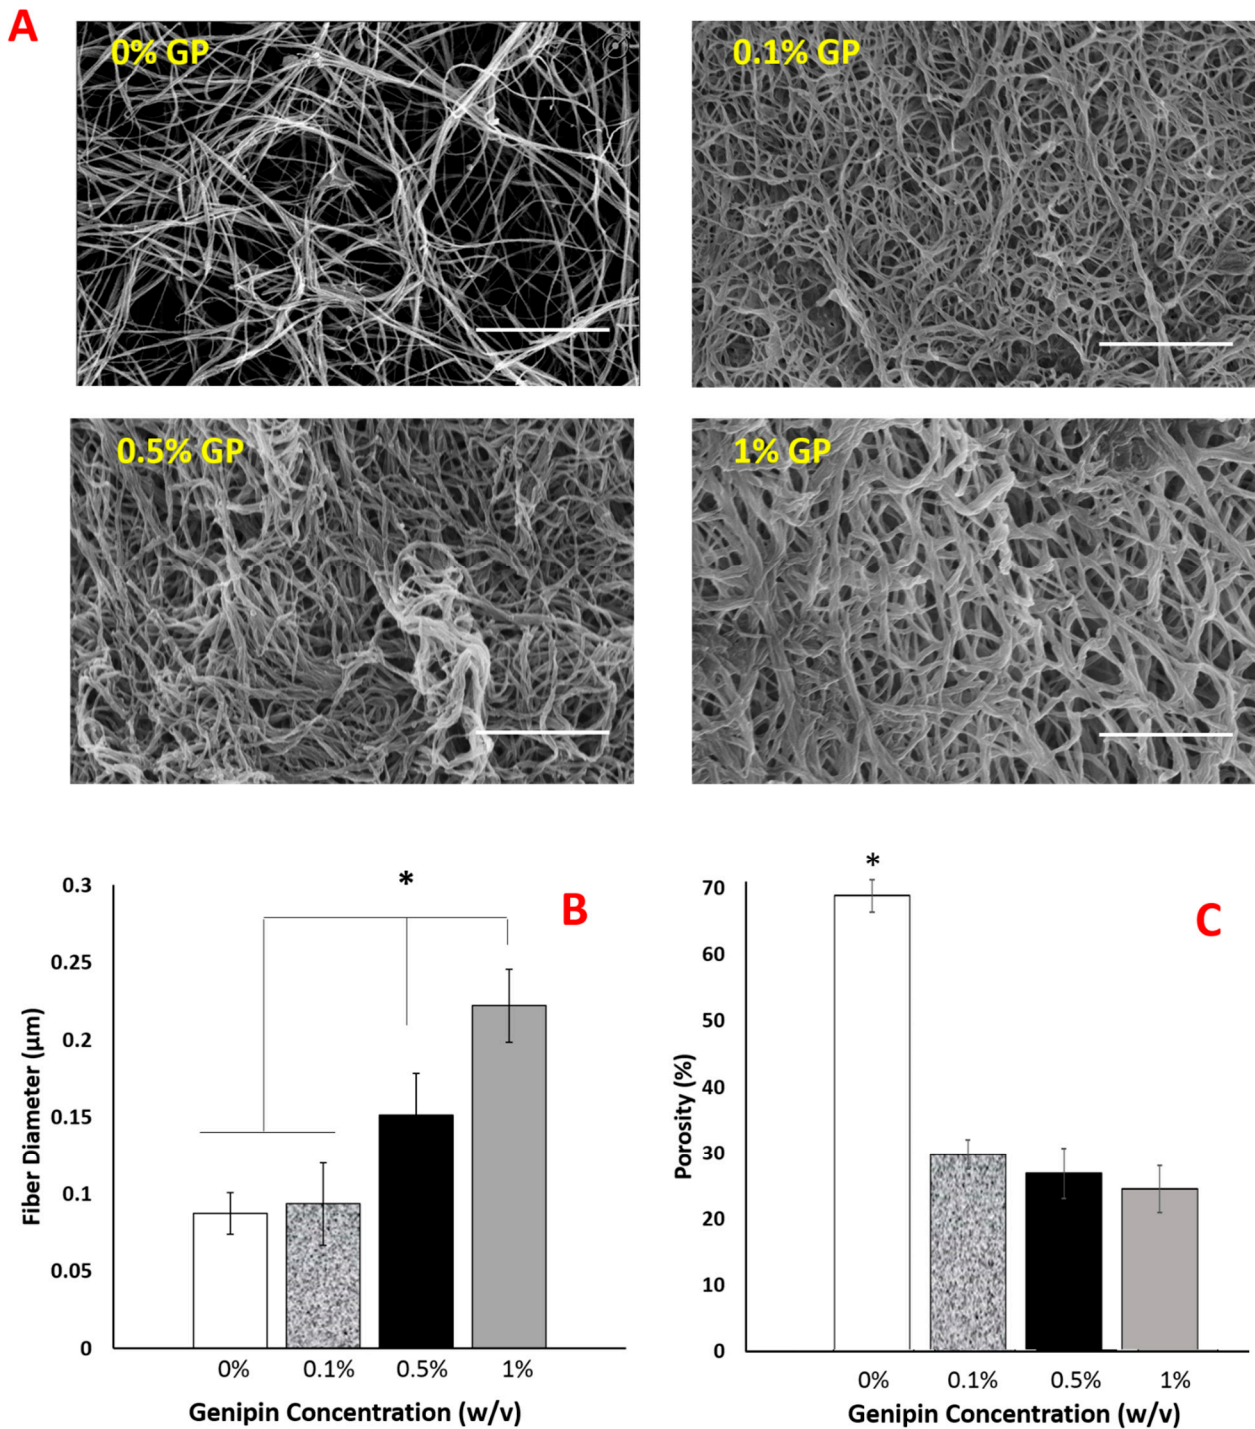 A
0% GP
0.1% GP
0.5% GP
1% GP
B
*
Fiber Diameter (µm)
0.3
0.25
0.2
0.15
0.1
0.05
0
0% 0.1% 0.5% 1%
Genipin Concentration (w/v)
C
*
Porosity (%)
70
60
50
40
30
20
10
0
0% 0.1% 0.5% 1%
Genipin Concentration (w/v)